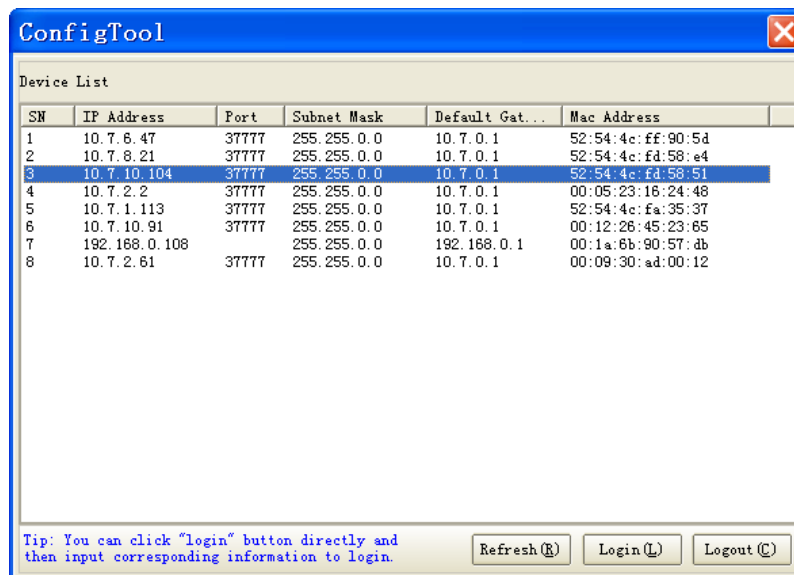 ConfigTool
Device List
SN IP Address Port Subnet Mask Default Gat... Mac Address
1 10.7.6.47 37777 255.255.0.0 10.7.0.1 52:54:4c:ff:90:5d
2 10.7.8.21 37777 255.255.0.0 10.7.0.1 52:54:4c:fd:58:e4
3 10.7.10.104 37777 255.255.0.0 10.7.0.1 52:54:4c:fd:58:51
4 10.7.2.2 37777 255.255.0.0 10.7.0.1 00:05:23:16:24:48
5 10.7.1.113 37777 255.255.0.0 10.7.0.1 52:54:4c:fa:35:37
6 10.7.10.91 37777 255.255.0.0 10.7.0.1 00:12:26:45:23:65
7 192.168.0.108 255.255.0.0 192.168.0.1 00:1a:6b:90:57:db
8 10.7.2.61 37777 255.255.0.0 10.7.0.1 00:09:30:ad:00:12
Tip: You can click "login" button directly and
then input corresponding information to login.
Refresh(R) Login(L) Logout(C)